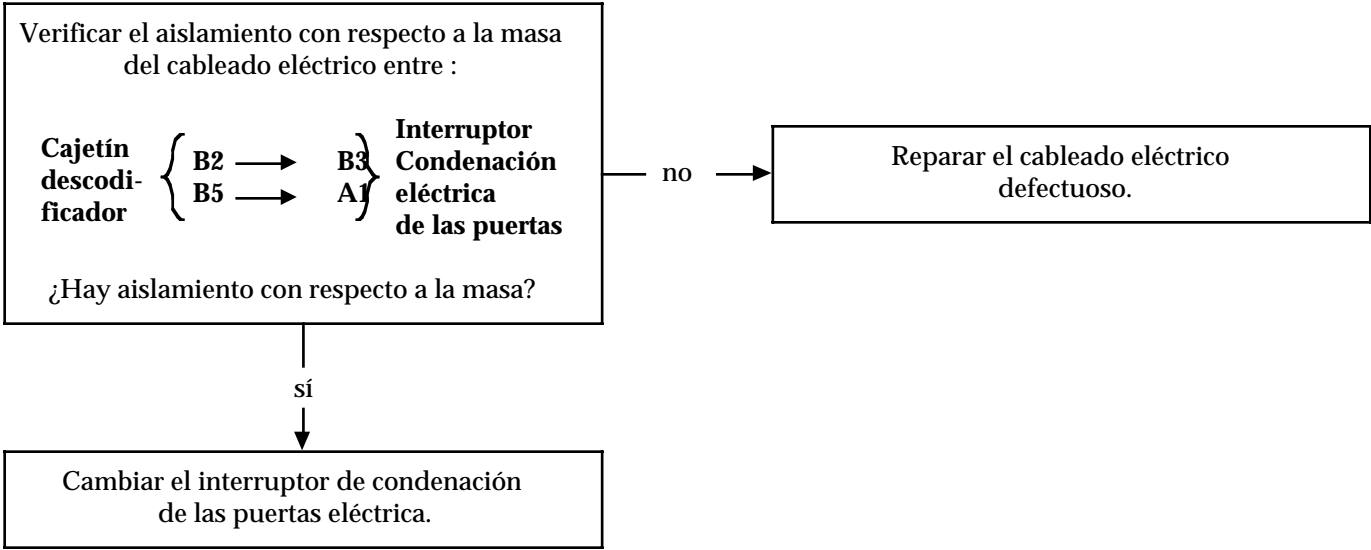 Verificar el aislamiento con respecto a la masa
del cableado eléctrico entre :
Cajetín
descodi-
ficador
B2
B3
B5
A1
Interruptor
Condenación
eléctrica
de las puertas
¿Hay aislamiento con respecto a la masa?
no
Reparar el cableado eléctrico
defectuoso.
sí
Cambiar el interruptor de condenación
de las puertas eléctrica.